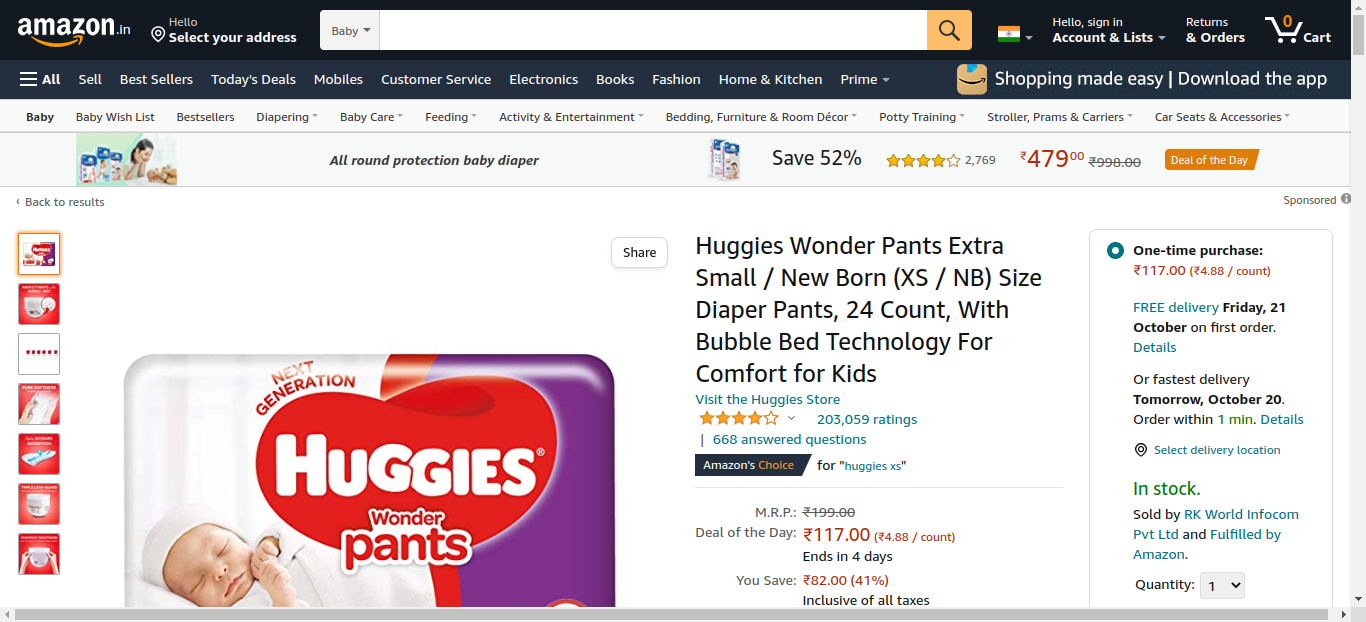 amazon.in
Hello
Select your address
Baby
Hello, sign in
Account & Lists
Returns
& Orders
0
Cart
All
Sell
Best Sellers
Today's Deals
Mobiles
Customer Service
Electronics
Books
Fashion
Home & Kitchen
Prime
Shopping made easy | Download the app
Baby
Baby Wish List
Bestsellers
Diapering
Baby Care
Feeding
Activity & Entertainment
Bedding, Furniture & Room Décor
Potty Training
Stroller, Prams & Carriers
Car Seats & Accessories
All round protection baby diaper
Save 52%
2,769
₹47900
₹998.00
Deal of the Day
‹ Back to results
Sponsored
Share
NEXT
GENERATION
HUGGIES®
Wonder
pants
Huggies Wonder Pants Extra
Small / New Born (XS / NB) Size
Diaper Pants, 24 Count, With
Bubble Bed Technology For
Comfort for Kids
Visit the Huggies Store
203,059 ratings
| 668 answered questions
Amazon's Choice for "huggies xs"
M.R.P.: ₹199.00
Deal of the Day: ₹117.00 (₹4.88 / count)
Ends in 4 days
You Save: ₹82.00 (41%)
Inclusive of all taxes
One-time purchase:
₹117.00 (₹4.88 / count)
FREE delivery Friday, 21
October on first order.
Details
Or fastest delivery
Tomorrow, October 20.
Order within 1 min. Details
Select delivery location
In stock.
Sold by RK World Infocom
Pvt Ltd and Fulfilled by
Amazon.
Quantity: 1